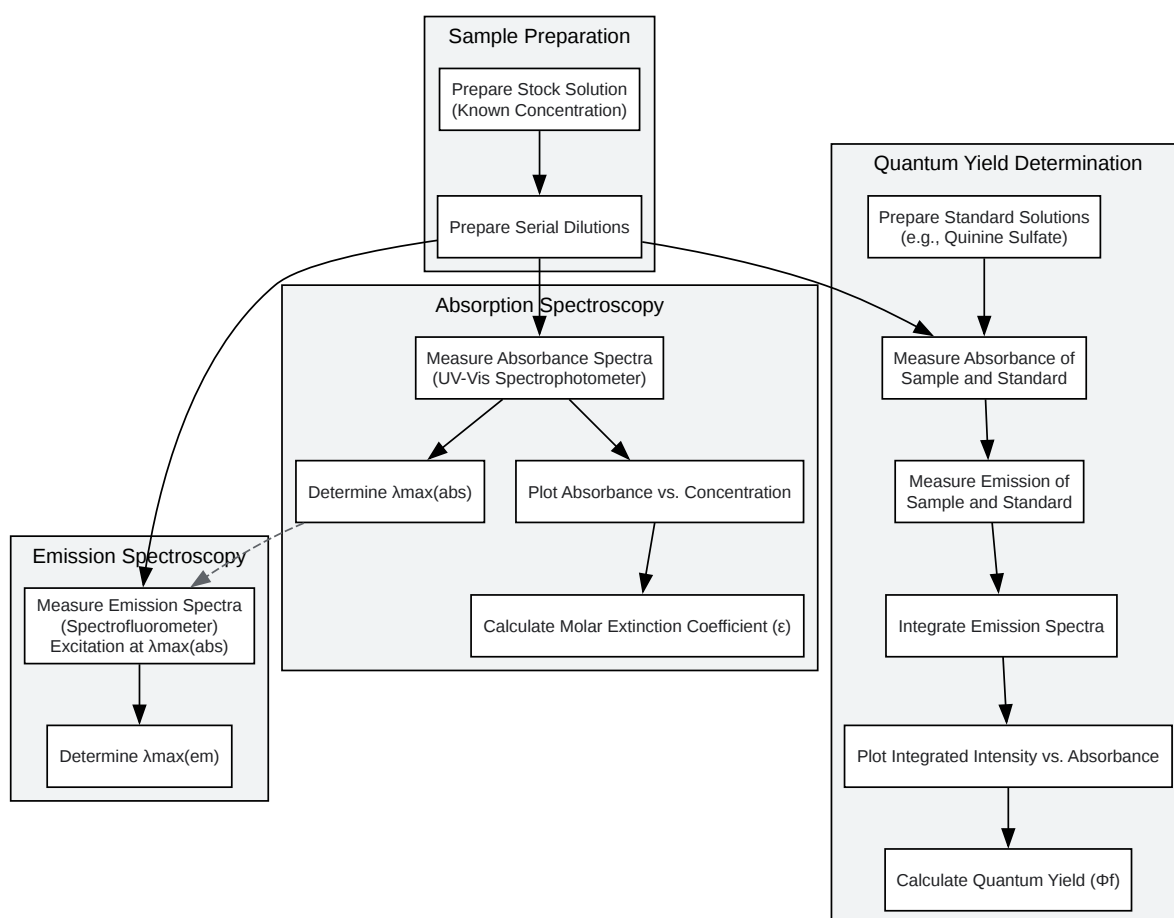 Sample Preparation
Prepare Stock Solution
(Known Concentration)
Prepare Serial Dilutions
Absorption Spectroscopy
Measure Absorbance Spectra
(UV-Vis Spectrophotometer)
Determine λmax(abs)
Plot Absorbance vs. Concentration
Calculate Molar Extinction Coefficient (ε)
Emission Spectroscopy
Measure Emission Spectra
(Spectrofluorometer)
Excitation at λmax(abs)
Determine λmax(em)
Quantum Yield Determination
Prepare Standard Solutions
(e.g., Quinine Sulfate)
Measure Absorbance of
Sample and Standard
Measure Emission of
Sample and Standard
Integrate Emission Spectra
Plot Integrated Intensity vs. Absorbance
Calculate Quantum Yield (Φf)